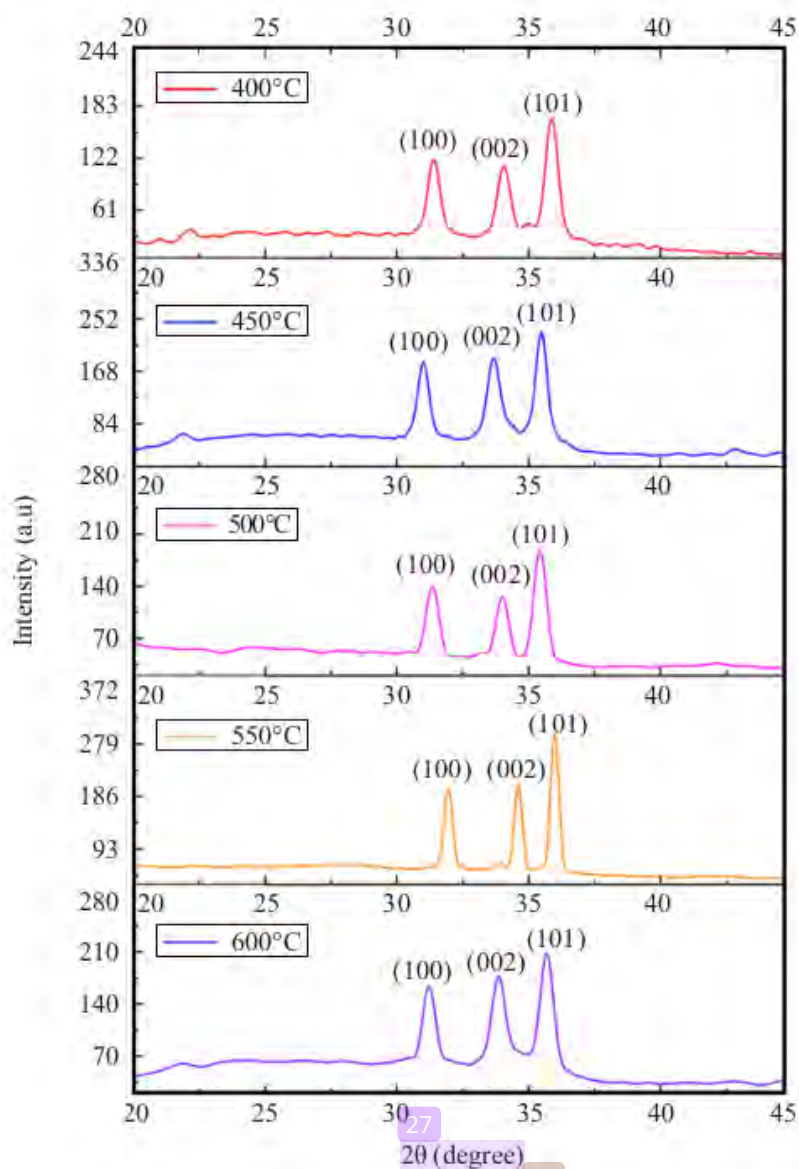 20 25 30 35 40 45
244
400°C
183
(101)
(100) (002)
122
61
336
20 25 30 35 40
252
450°C
(101)
(100) (002)
168
84
280
20 25 30 35 40
210
500°C
(101)
(100) (002)
140
70
Intensity (a.u)
372
20 25 30 35 40
279
550°C
(101)
(100) (002)
186
93
280
20 25 30 35 40
210
600°C
(101)
(100) (002)
140
70
20 25 30 35 40 45
27
2θ (degree)